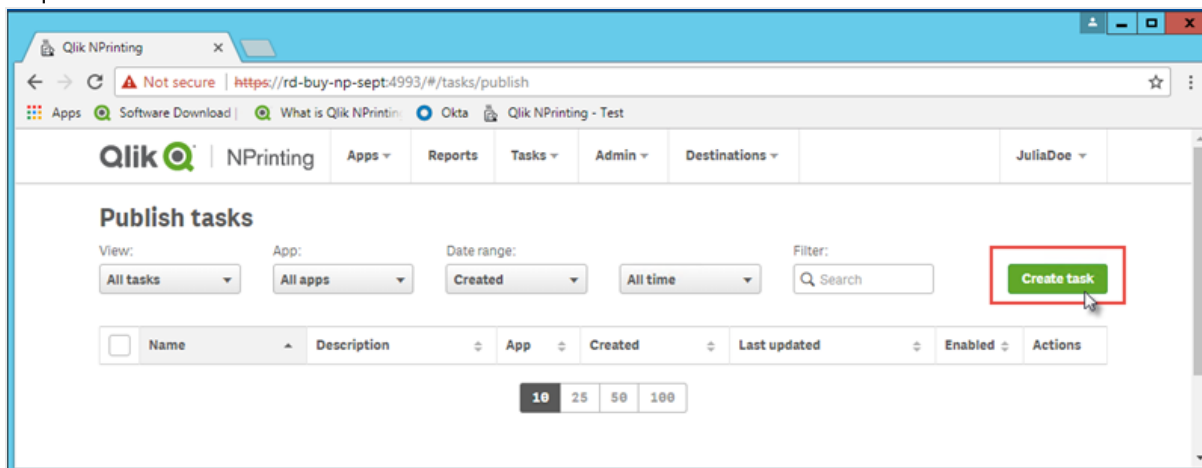 Qlik NPrinting
Not secure | https://rd-buy-np-sept:4993/#/tasks/publish
Apps Software Download | What is Qlik NPrinting Okta Qlik NPrinting - Test
Qlik NPrinting Apps Reports Tasks Admin Destinations JuliaDoe
Publish tasks
View: App: Date range: Filter:
All tasks All apps Created All time Search Create task
Name Description App Created Last updated Enabled Actions
10 25 50 100